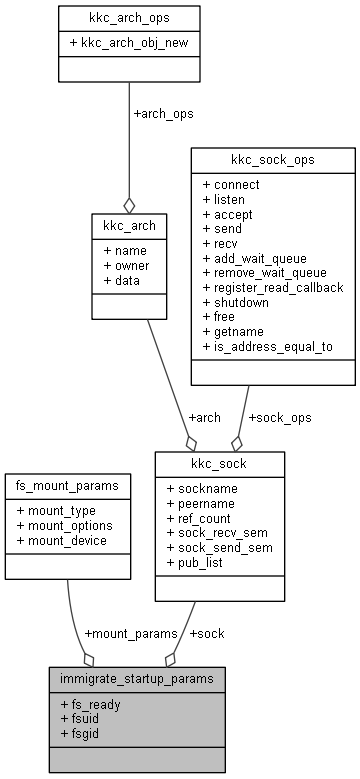 kkc_arch_ops
+ kkc_arch_obj_new
+arch_ops
kkc_sock_ops
+ connect
+ listen
+ accept
+ send
+ recv
+ add_wait_queue
+ remove_wait_queue
+ register_read_callback
+ shutdown
+ free
+ getname
+ is_address_equal_to
kkc_arch
+ name
+ owner
+ data
+arch
+sock_ops
kkc_sock
+ sockname
+ peername
+ ref_count
+ sock_recv_sem
+ sock_send_sem
+ pub_list
fs_mount_params
+ mount_type
+ mount_options
+ mount_device
+mount_params
+sock
immigrate_startup_params
+ fs_ready
+ fsuid
+ fsgid